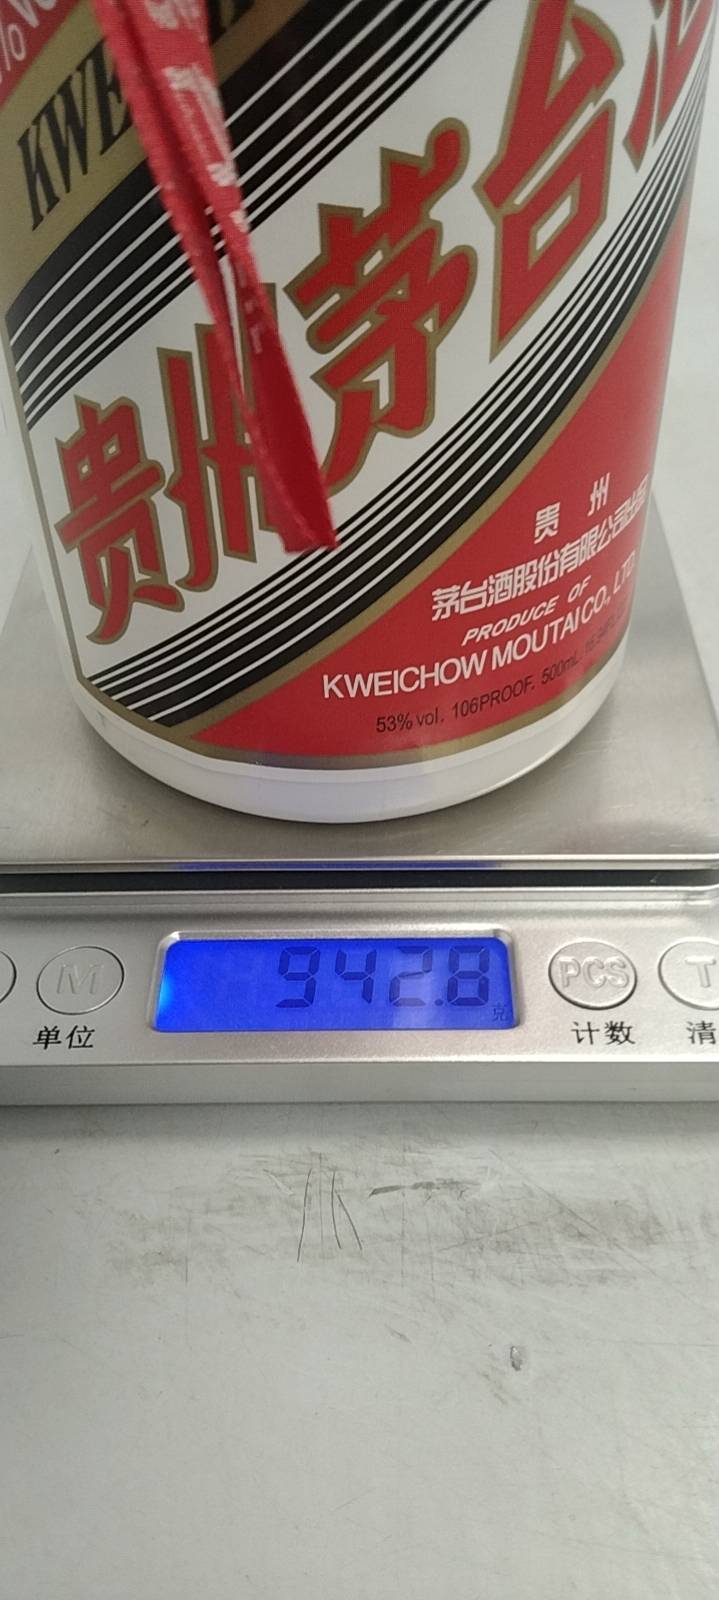 KWE
贵州茅台酒
贵 州
茅台酒股份有限公司出品
PRODUCE OF
KWEICHOW MOUTAI CO., LTD.
53% vol. 106PROOF. 500mL.
942.8
克
M
PCS
T
单位
计数
清